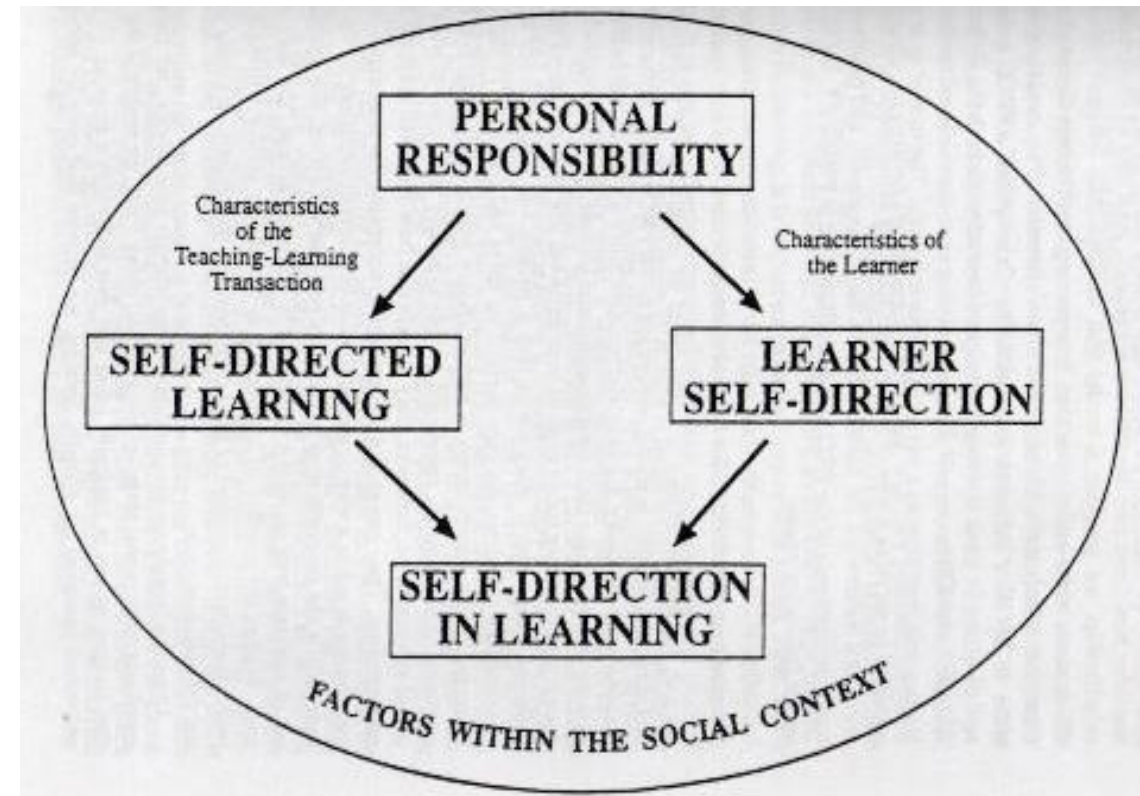 PERSONAL
RESPONSIBILITY
Characteristics
of the
Teaching-Learning
Transaction
Characteristics of
the Learner
SELF-DIRECTED
LEARNING
LEARNER
SELF-DIRECTION
SELF-DIRECTION
IN LEARNING
FACTORS WITHIN THE SOCIAL CONTEXT